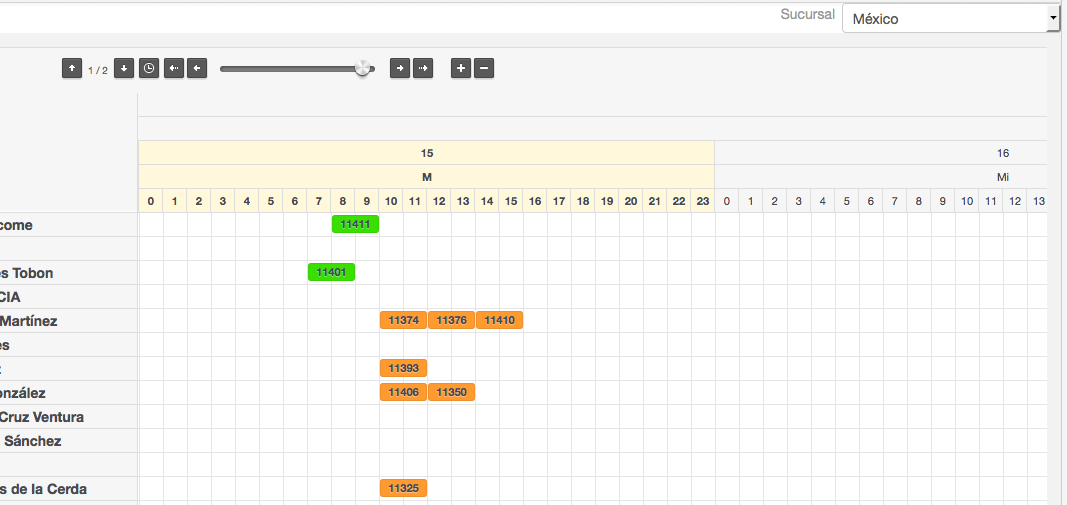 Sucursal México
1 / 2
15 16
M Mi
0 1 2 3 4 5 6 7 8 9 10 11 12 13 14 15 16 17 18 19 20 21 22 23 0 1 2 3 4 5 6 7 8 9 10 11 12 13
come 11411
s Tobon 11401
CIA
Martínez 11374 11376 11410
es
11393
onzález 11406 11350
Cruz Ventura
Sánchez
s de la Cerda 11325